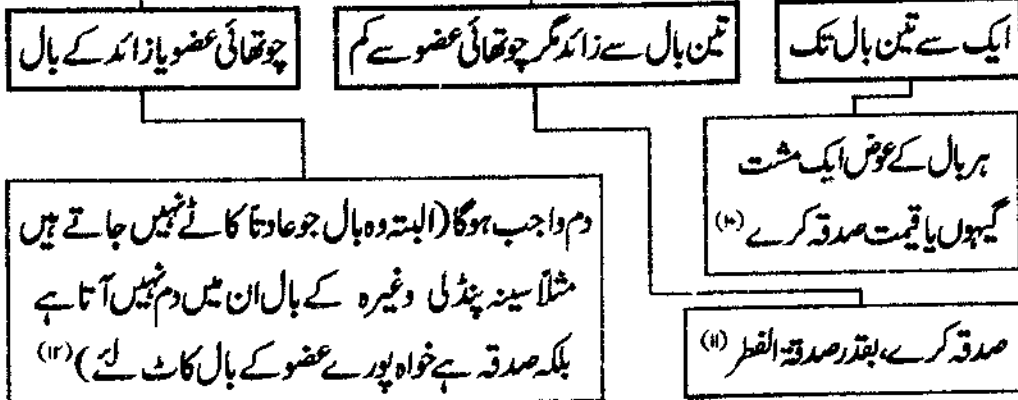 ایک سے تین بال تک
تین بال سے زائد مگر چوتھائی عضو سے کم
چوتھائی عضو یا زائد کے بال
ہر بال کے عوض ایک مشت
گیہوں یا قیمت صدقہ کرے (۱۰)
صدقہ کرے، بقدر صدقۃ الفطر (۱۱)
دم واجب ہوگا (البتہ وہ بال جو عادتاً کاٹے نہیں جاتے ہیں
مثلاً سینہ پنڈلی وغیرہ کے بال ان میں دم نہیں آتا ہے
بلکہ صدقہ ہے خواہ پورے عضو کے بال کاٹ لے) (۱۲)